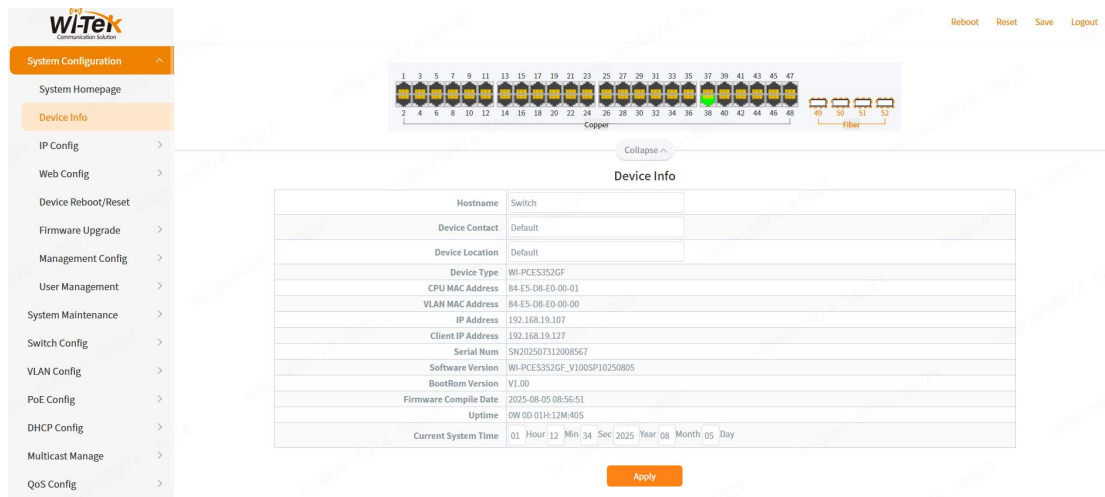 Wi-Tek
Communication Solution
Reboot Reset Save Logout
System Configuration
System Homepage
Device Info
IP Config
Web Config
Device Reboot/Reset
Firmware Upgrade
Management Config
User Management
System Maintenance
Switch Config
VLAN Config
PoE Config
DHCP Config
Multicast Manage
QoS Config
1 3 5 7 9 11 13 15 17 19 21 23 25 27 29 31 33 35 37 39 41 43 45 47
2 4 6 8 10 12 14 16 18 20 22 24 26 28 30 32 34 36 38 40 42 44 46 48 49 50 51 52
Copper Fiber
Collapse
Device Info
Hostname Switch
Device Contact Default
Device Location Default
Device Type WI-PCES352GF
CPU MAC Address 84-E5-D8-E0-00-01
VLAN MAC Address 84-E5-D8-E0-00-00
IP Address 192.168.19.107
Client IP Address 192.168.19.127
Serial Num SN202507312008567
Software Version WI-PCES352GF_V100SP10250805
BootRom Version V1.00
Firmware Compile Date 2025-08-05 08:56:51
Uptime 0W 0D 01H:12M:40S
Current System Time 01 Hour 12 Min 34 Sec 2025 Year 08 Month 05 Day
Apply